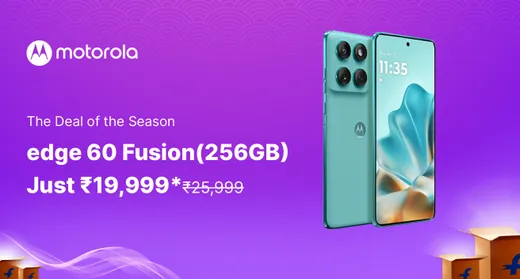 motorola
The Deal of the Season
edge 60 Fusion(256GB)
Just ₹19,999*₹25,999
11:35